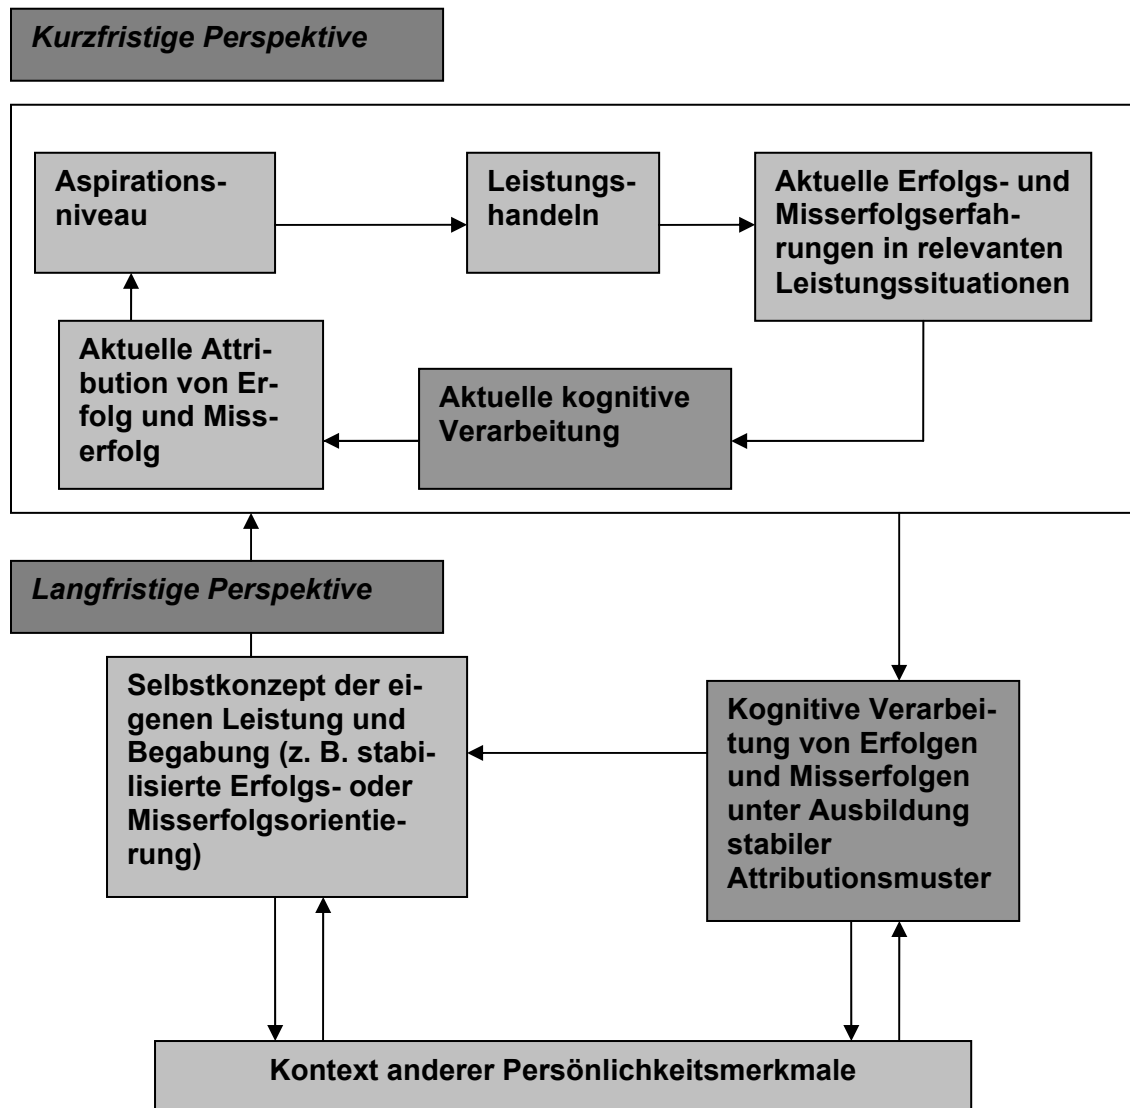 Kurzfristige Perspektive
Aspirations-
niveau
Leistungs-
handeln
Aktuelle Erfolgs- und
Misserfolgserfah-
rungen in relevanten
Leistungssituationen
Aktuelle Attri-
bution von Er-
folg und Miss-
erfolg
Aktuelle kognitive
Verarbeitung
Langfristige Perspektive
Selbstkonzept der ei-
genen Leistung und
Begabung (z. B. stabi-
lisierte Erfolgs- oder
Misserfolgsorientie-
rung)
Kognitive Verarbei-
tung von Erfolgen
und Misserfolgen
unter Ausbildung
stabiler
Attributionsmuster
Kontext anderer Persönlichkeitsmerkmale